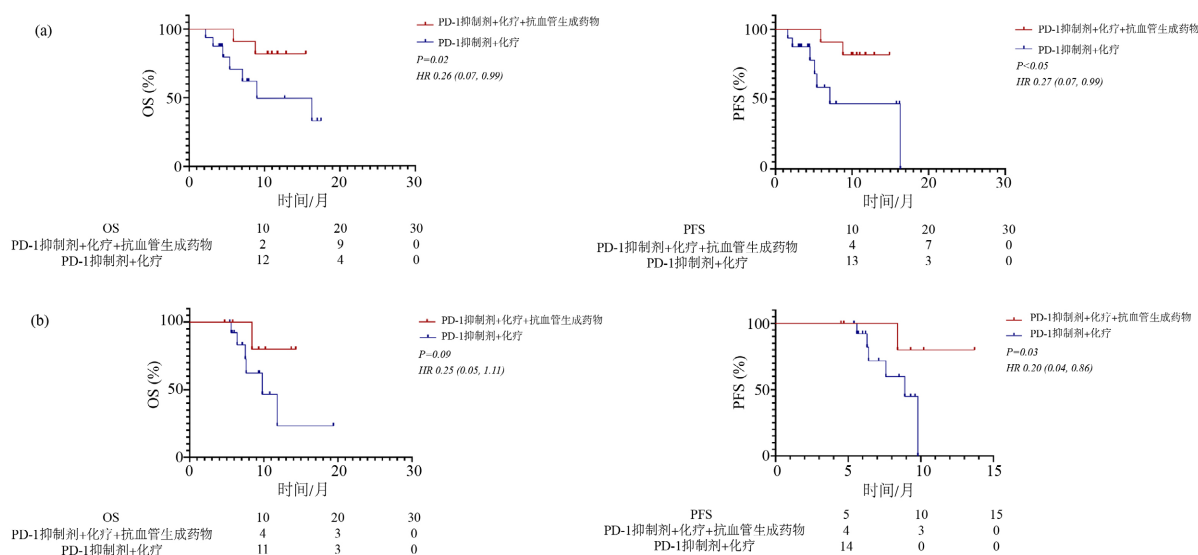 (a)
PD-1抑制剂+化疗+抗血管生成药物
PD-1抑制剂+化疗
P=0.02
HR 0.26 (0.07, 0.99)
OS (%)
100
50
0
0 10 20 30
时间/月
OS 10 20 30
PD-1抑制剂+化疗+抗血管生成药物 2 9 0
PD-1抑制剂+化疗 12 4 0
PD-1抑制剂+化疗+抗血管生成药物
PD-1抑制剂+化疗
P<0.05
HR 0.27 (0.07, 0.99)
PFS (%)
100
50
0
0 10 20 30
时间/月
PFS 10 20 30
PD-1抑制剂+化疗+抗血管生成药物 4 7 0
PD-1抑制剂+化疗 13 3 0
(b)
PD-1抑制剂+化疗+抗血管生成药物
PD-1抑制剂+化疗
P=0.09
HR 0.25 (0.05, 1.11)
OS (%)
100
50
0
0 10 20 30
时间/月
OS 10 20 30
PD-1抑制剂+化疗+抗血管生成药物 4 3 0
PD-1抑制剂+化疗 11 3 0
PD-1抑制剂+化疗+抗血管生成药物
PD-1抑制剂+化疗
P=0.03
HR 0.20 (0.04, 0.86)
PFS (%)
100
50
0
0 5 10 15
时间/月
PFS 5 10 15
PD-1抑制剂+化疗+抗血管生成药物 4 3 0
PD-1抑制剂+化疗 14 0 0